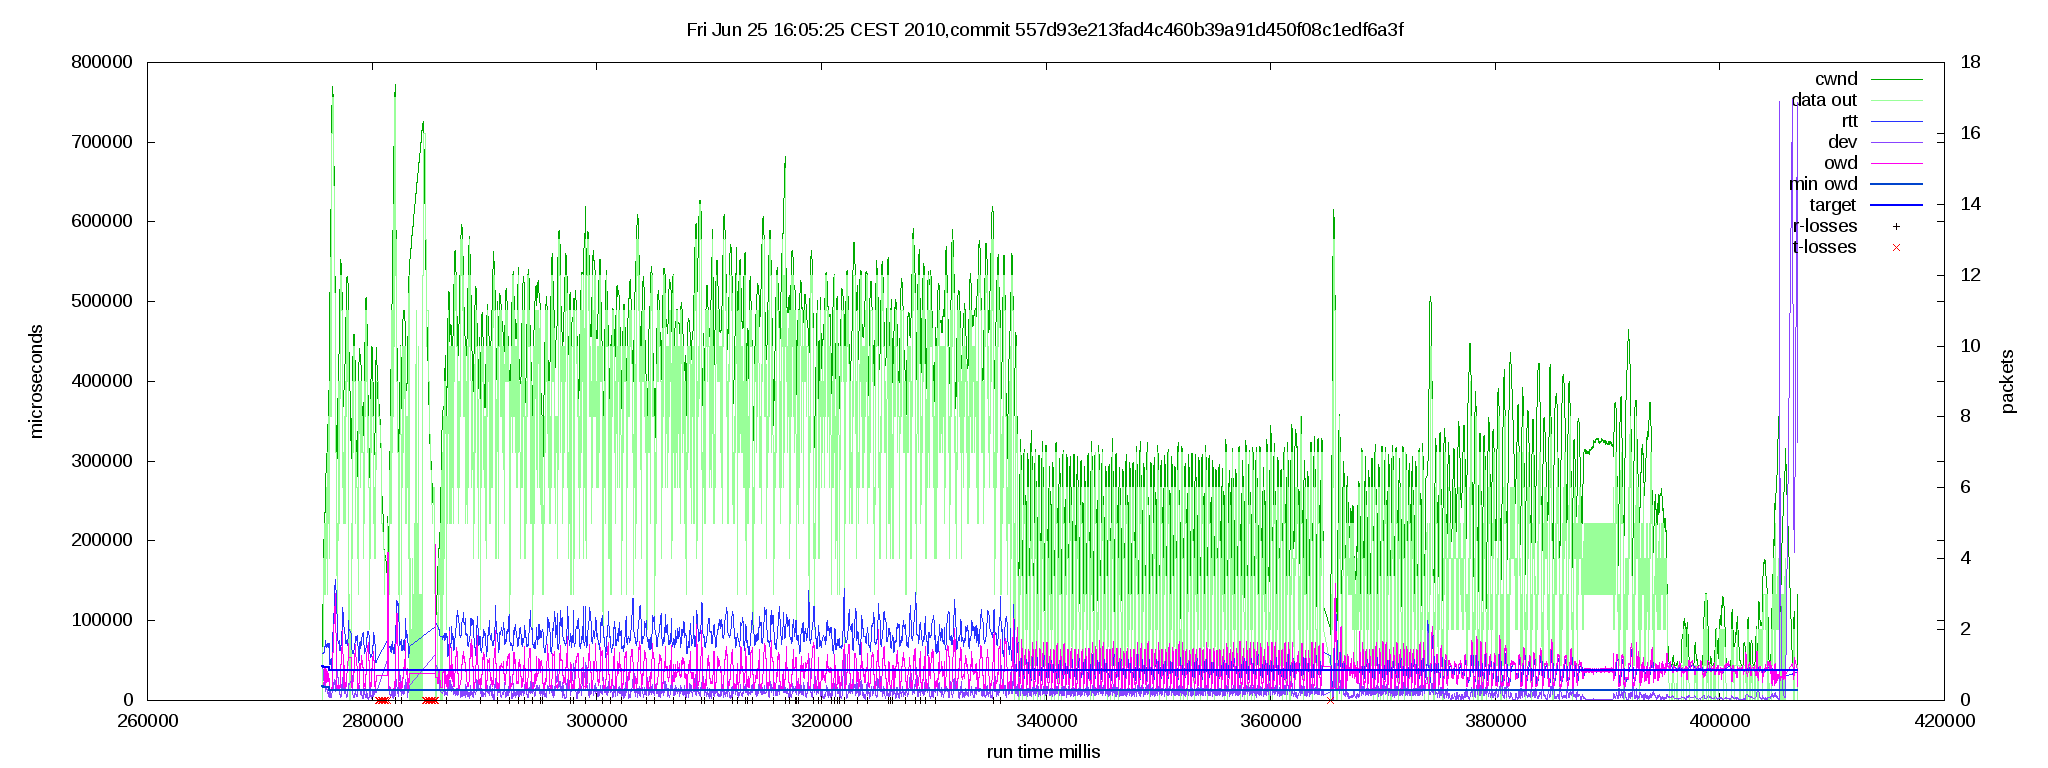 Fri Jun 25 16:05:25 CEST 2010,commit 557d93e213fad4c460b39a91d450f08c1edf6a3f
800000
700000
600000
500000
400000
300000
200000
100000
0
microseconds
18
16
14
12
10
8
6
4
2
0
packets
cwnd
data out
rtt
dev
owd
min owd
target
r-losses
t-losses
260000
280000
300000
320000
340000
360000
380000
400000
420000
run time millis